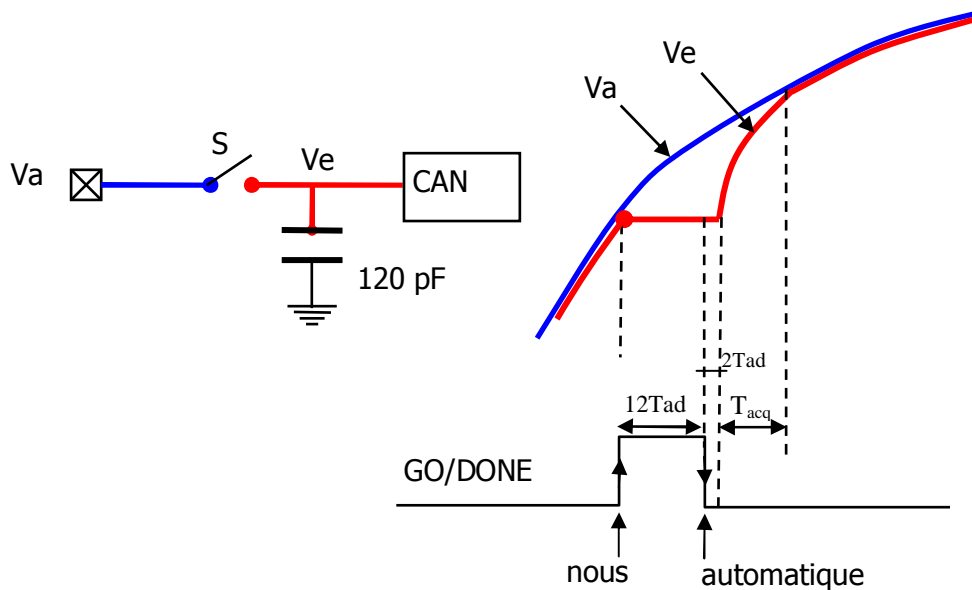 Ve
Va
S
Va
Ve
CAN
120 pF
2Tad
12Tad
Tacq
GO/DONE
nous
automatique